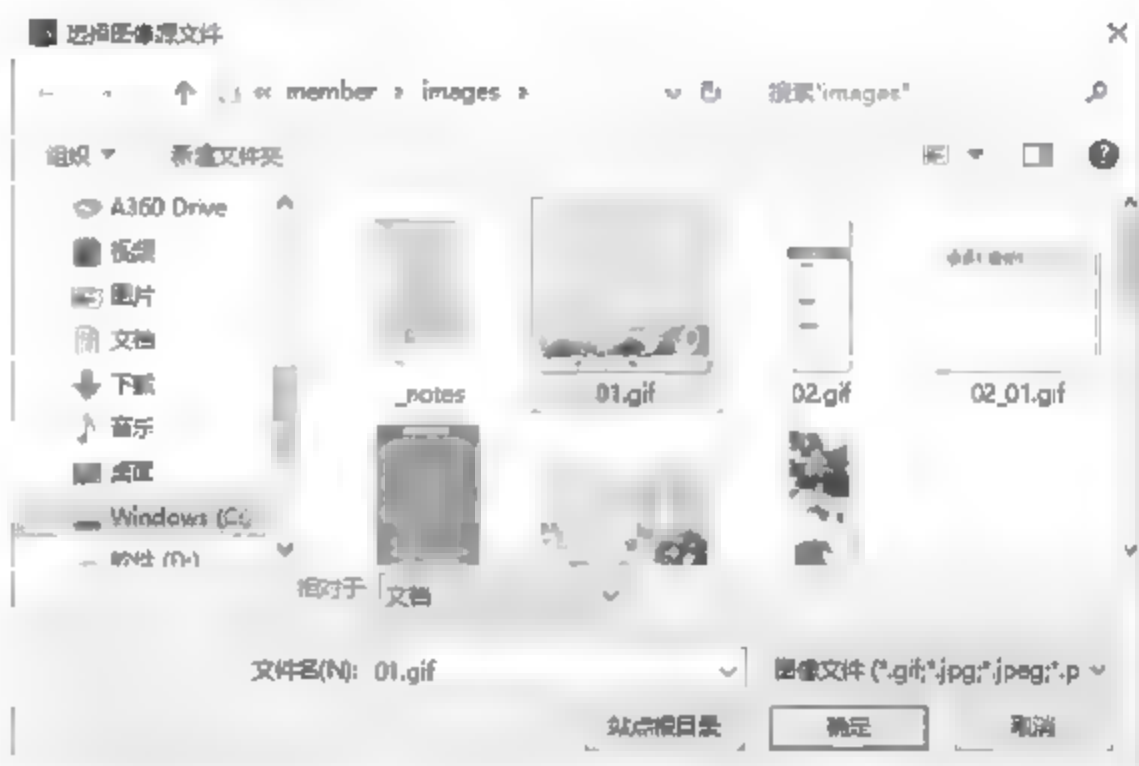 选择图像源文件
« member › images ›
搜索"images"
组织
新建文件夹
A360 Drive
视频
图片
文档
下载
音乐
桌面
Windows (C:
软件 (D:)
_notes
01.gif
02.gif
02_01.gif
相对于
文档
文件名(N): 01.gif
图像文件 (*.gif;*.jpg;*.jpeg;*.p
站点根目录
确定
取消